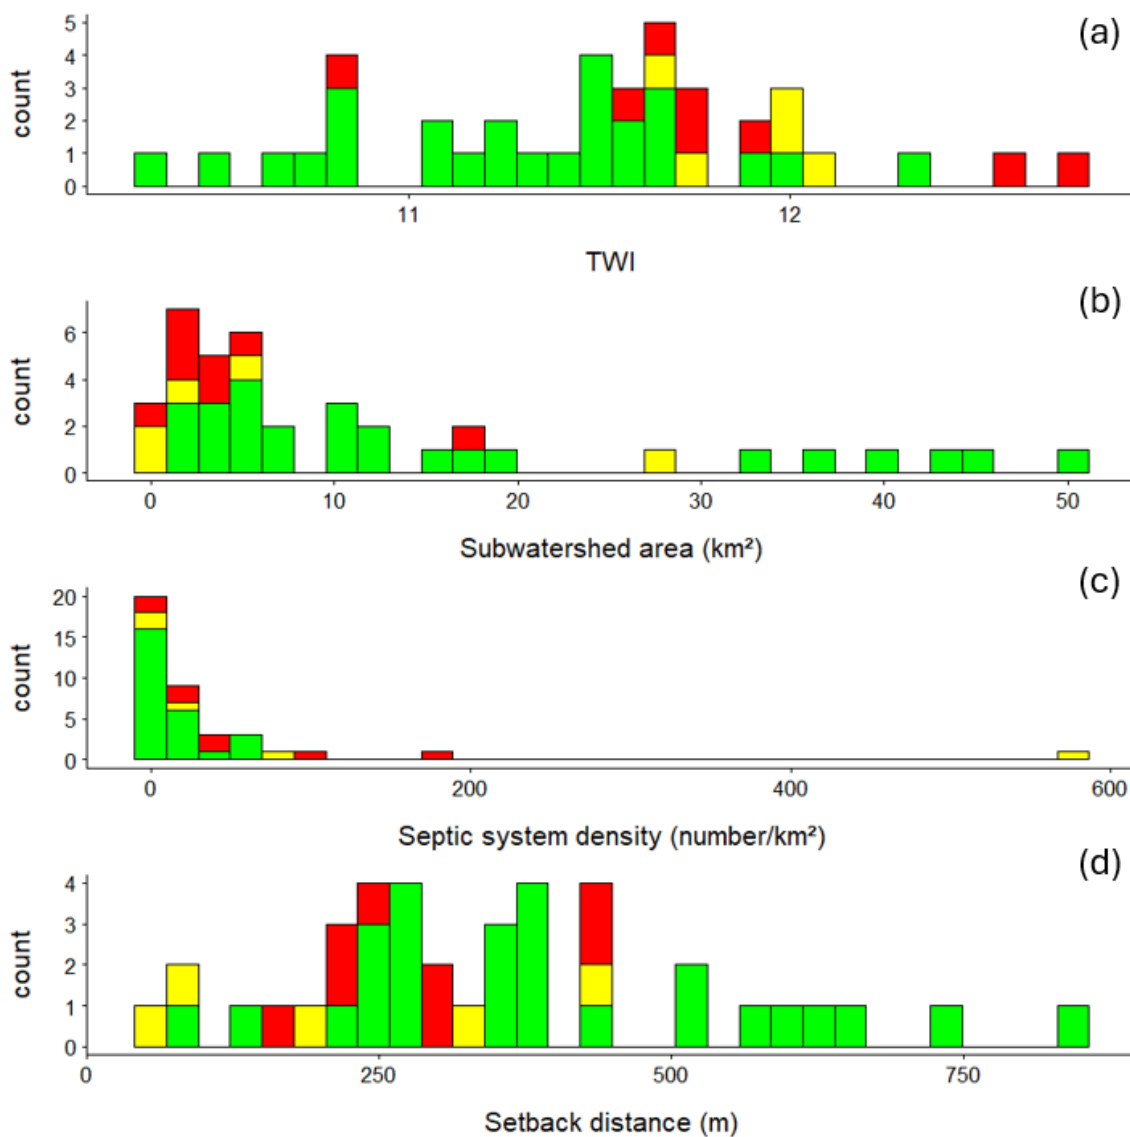 (a)
count
5
4
3
2
1
0
11 12
TWI
(b)
count
6
4
2
0
0 10 20 30 40 50
Subwatershed area (km²)
(c)
count
20
15
10
5
0
0 200 400 600
Septic system density (number/km²)
(d)
count
4
3
2
1
0
0 250 500 750
Setback distance (m)